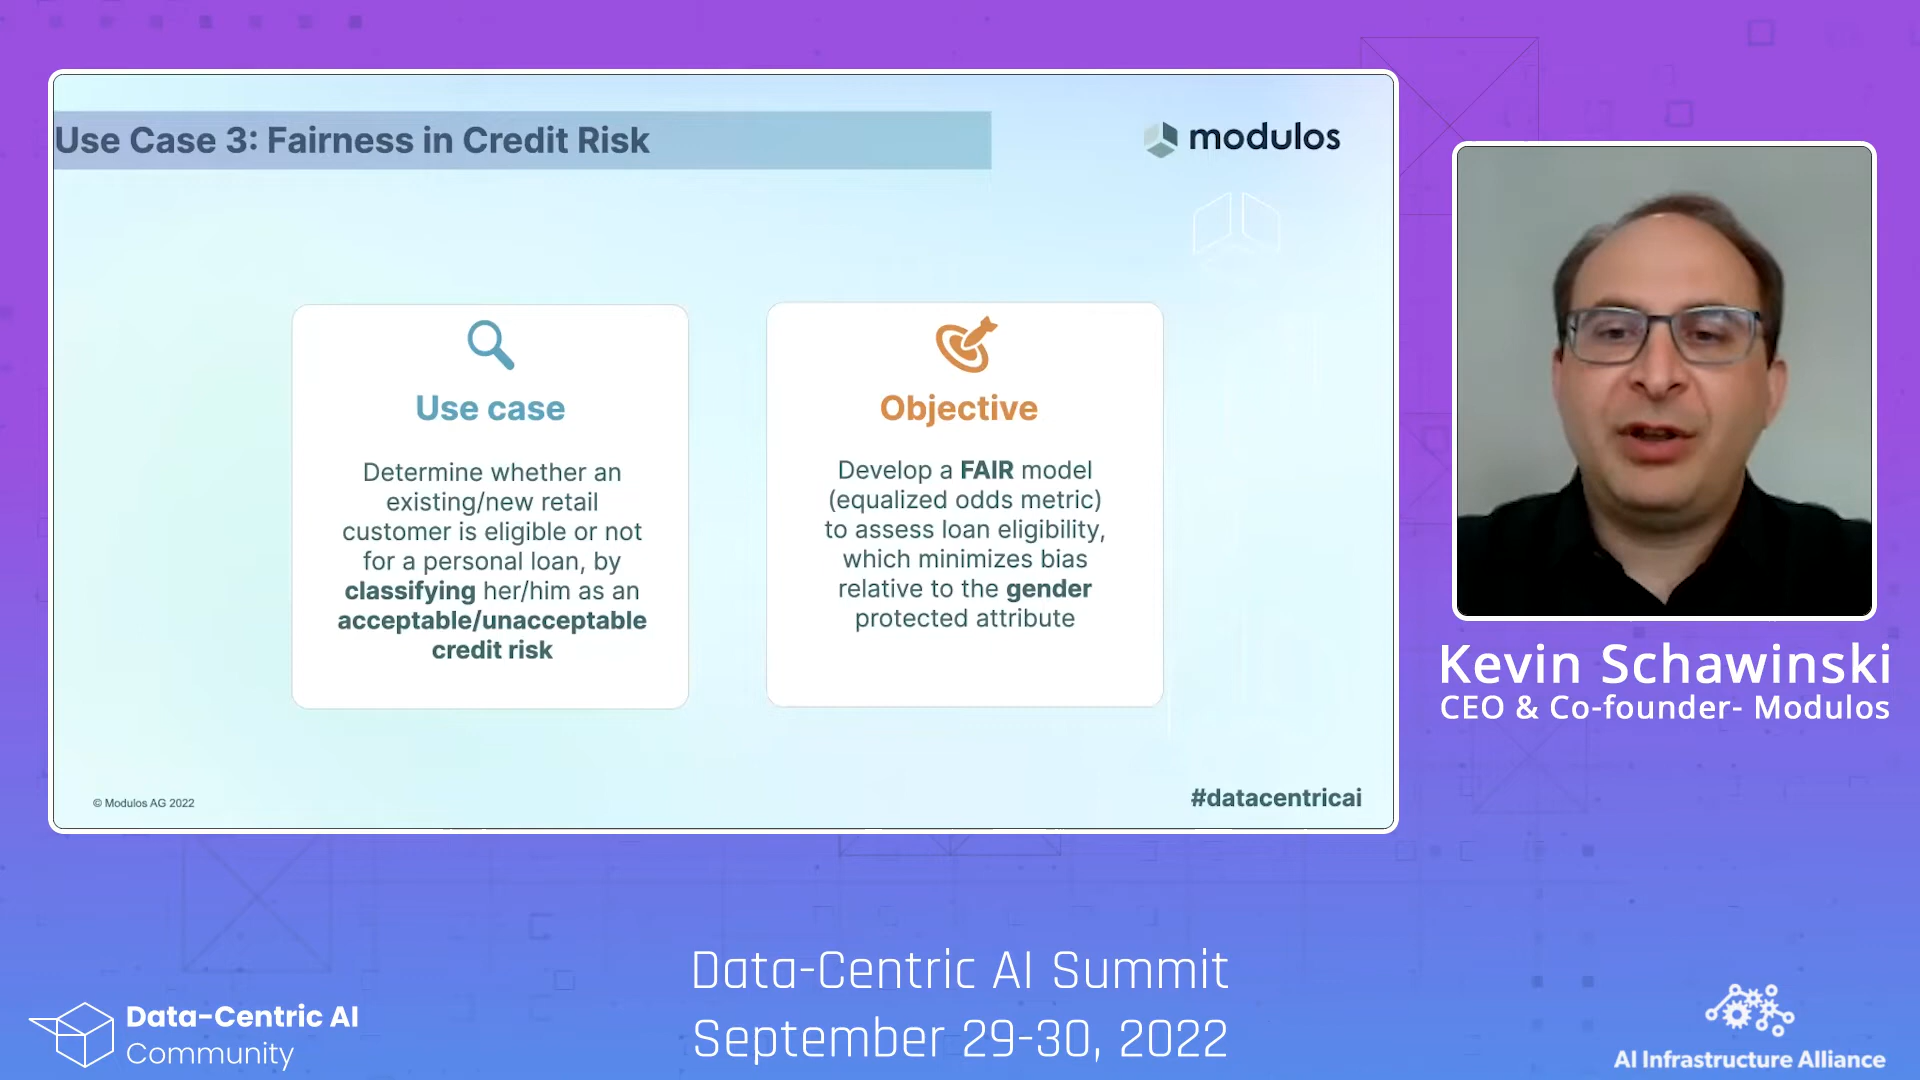 Use Case 3: Fairness in Credit Risk
modulos
Use case
Determine whether an
existing/new retail
customer is eligible or not
for a personal loan, by
classifying her/him as an
acceptable/unacceptable
credit risk
Objective
Develop a FAIR model
(equalized odds metric)
to assess loan eligibility,
which minimizes bias
relative to the gender
protected attribute
© Modulos AG 2022
#datacentricai
Kevin Schawinski
CEO & Co-founder- Modulos
Data-Centric AI Summit
September 29-30, 2022
Data-Centric AI
Community
AI Infrastructure Alliance